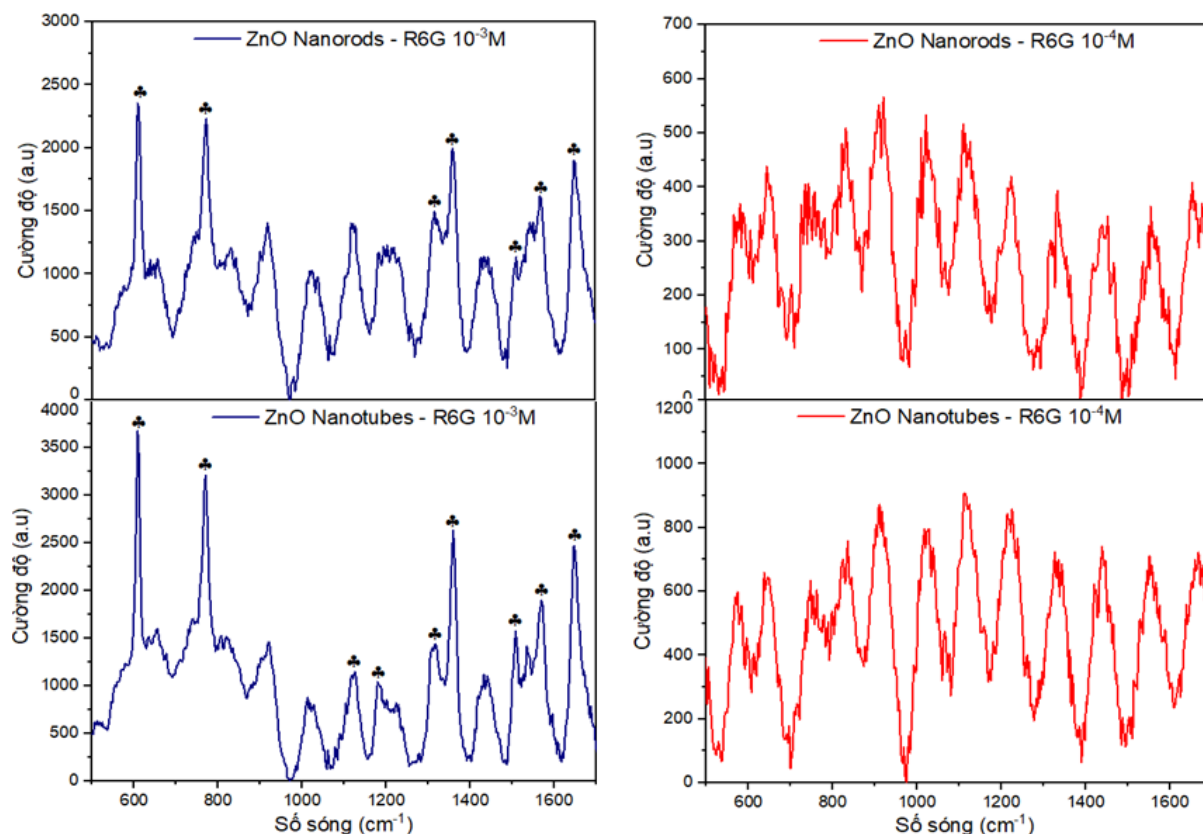 ZnO Nanorods - R6G 10⁻³M
Cường độ (a.u)
3000
2500
2000
1500
1000
500
0
♣ ♣ ♣ ♣ ♣ ♣ ♣
ZnO Nanorods - R6G 10⁻⁴M
Cường độ (a.u)
700
600
500
400
300
200
100
0
ZnO Nanotubes - R6G 10⁻³M
Cường độ (a.u)
4000
3750
3500
3000
2500
2000
1500
1000
500
0
♣ ♣ ♣ ♣ ♣ ♣ ♣ ♣ ♣
600 800 1000 1200 1400 1600
Số sóng (cm⁻¹)
ZnO Nanotubes - R6G 10⁻⁴M
Cường độ (a.u)
1200
1000
800
600
400
200
0
600 800 1000 1200 1400 1600
Số sóng (cm⁻¹)